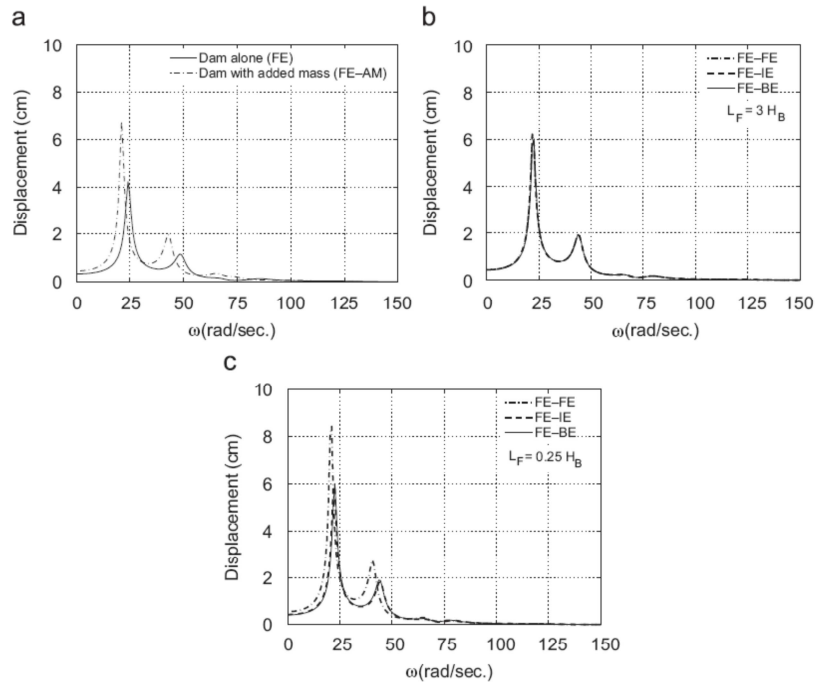 a
10
8
6
4
2
0
Displacement (cm)
Dam alone (FE)
Dam with added mass (FE–AM)
0 25 50 75 100 125 150
ω(rad/sec.)
b
10
8
6
4
2
0
Displacement (cm)
FE–FE
FE–IE
FE–BE
L_F = 3 H_B
0 25 50 75 100 125 150
ω(rad/sec.)
c
10
8
6
4
2
0
Displacement (cm)
FE–FE
FE–IE
FE–BE
L_F = 0.25 H_B
0 25 50 75 100 125 150
ω(rad/sec.)